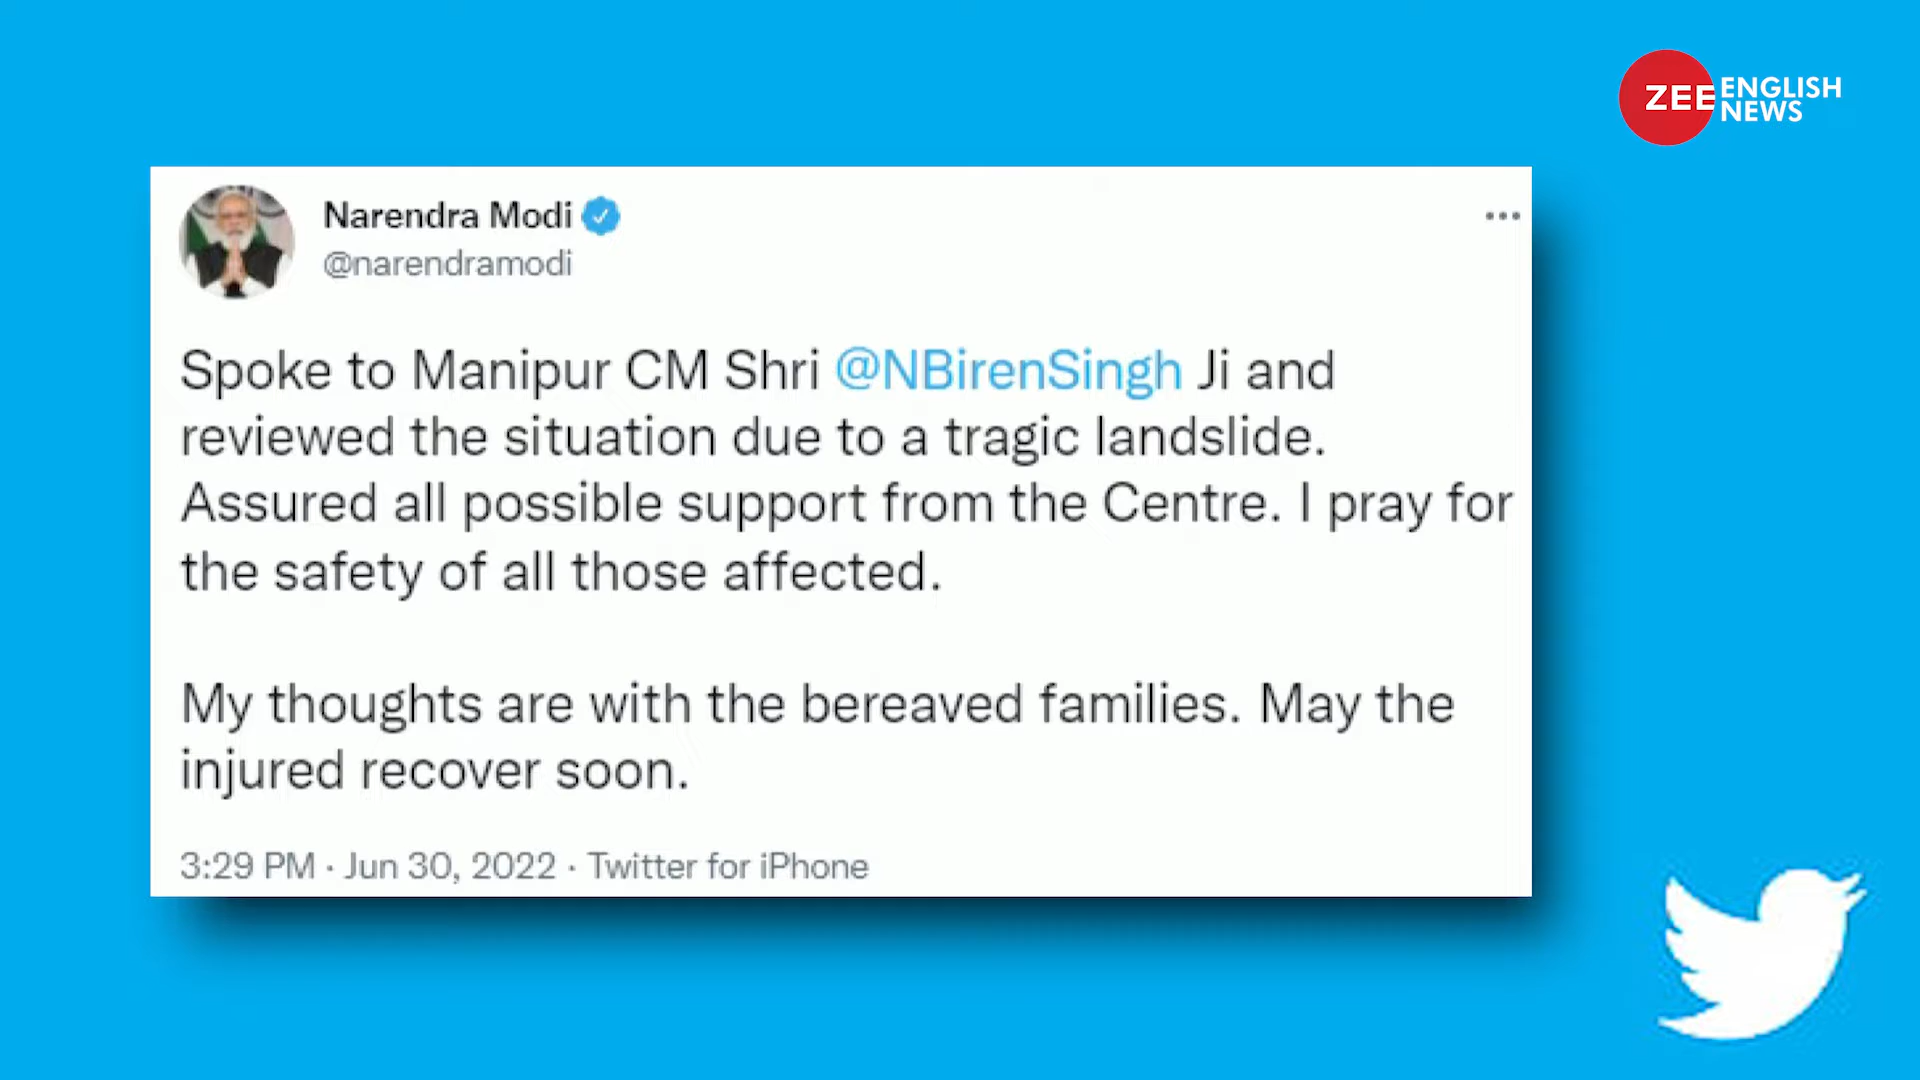 ZEE ENGLISH
NEWS
Narendra Modi
@narendramodi
Spoke to Manipur CM Shri @NBirenSingh Ji and
reviewed the situation due to a tragic landslide.
Assured all possible support from the Centre. I pray for
the safety of all those affected.
My thoughts are with the bereaved families. May the
injured recover soon.
3:29 PM · Jun 30, 2022 · Twitter for iPhone